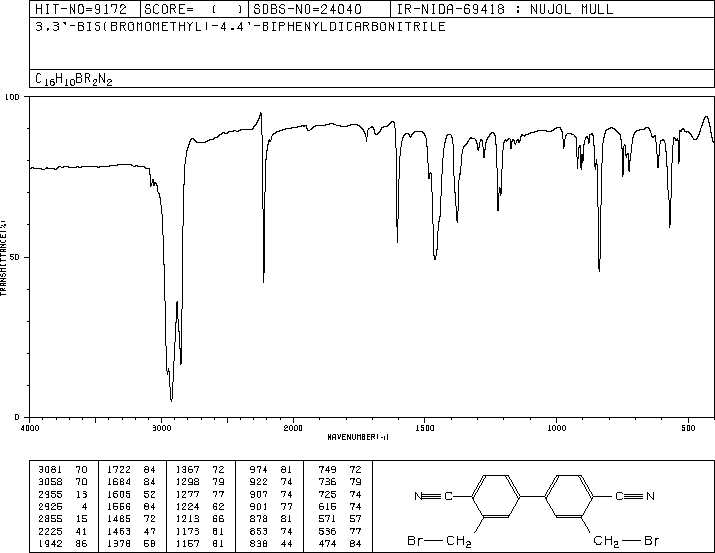 HIT-NO=9172 SCORE= ( ) SDBS-NO=24040 IR-NIDA-69418 : NUJOL MULL
3,3'-BIS(BROMOMETHYL)-4,4'-BIPHENYLDICARBONITRILE
C16H10BR2N2
100
50
0
TRANSMITTANCE(%)
4000 3000 2000 1500 1000 500
WAVENUMBER(-1)
3081 70 1722 84 1367 72 974 81 749 72
3058 70 1684 84 1298 79 922 74 736 79
2955 13 1605 52 1277 77 907 74 725 74
2925 4 1556 84 1224 62 901 77 615 74
2855 15 1485 72 1213 66 878 81 571 57
2225 41 1463 47 1173 81 853 74 536 77
1942 86 1378 58 1157 81 838 44 474 84
N C C N
Br CH2 CH2 Br